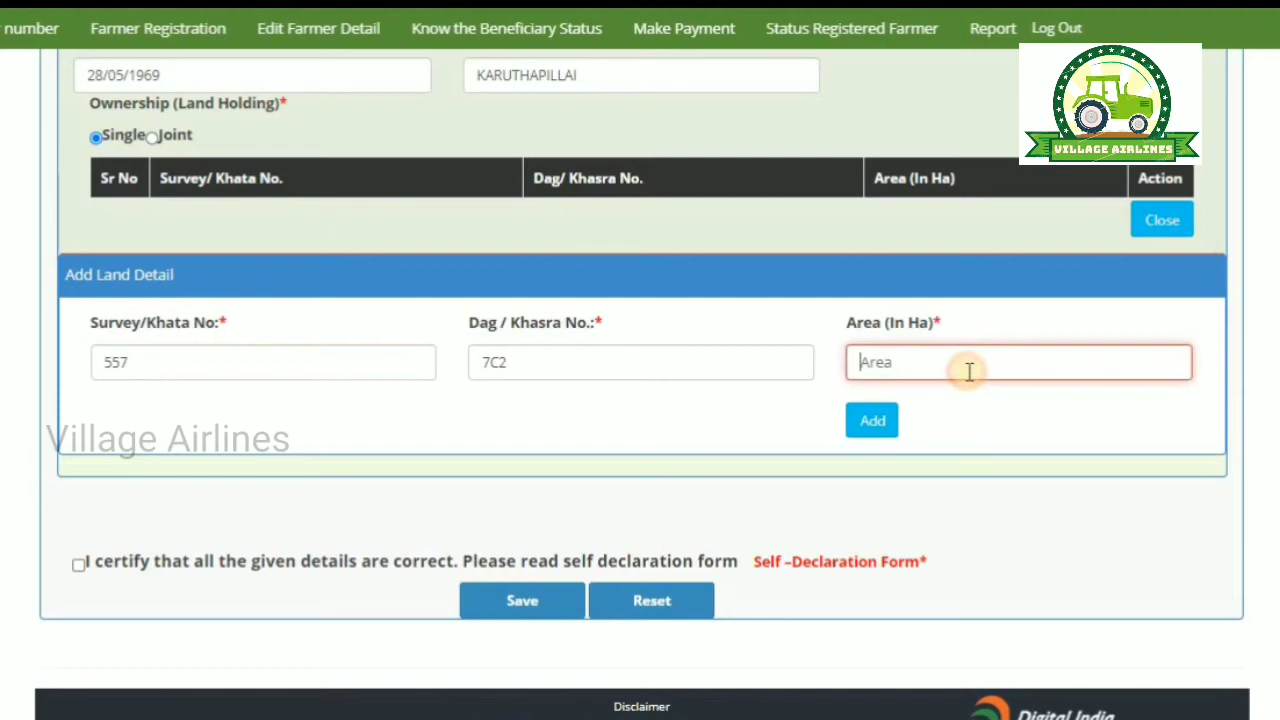 number Farmer Registration Edit Farmer Detail Know the Beneficiary Status Make Payment Status Registered Farmer Report Log Out
28/05/1969 KARUTHAPILLAI
Ownership (Land Holding)*
Single Joint
VILLAGE AIRLINES
Sr No Survey/ Khata No. Dag/ Khasra No. Area (In Ha) Action
Close
Add Land Detail
Survey/Khata No:* Dag / Khasra No.:* Area (In Ha)*
557 7C2 Area
Add
Village Airlines
I certify that all the given details are correct. Please read self declaration form Self –Declaration Form*
Save Reset
Disclaimer
Digital India